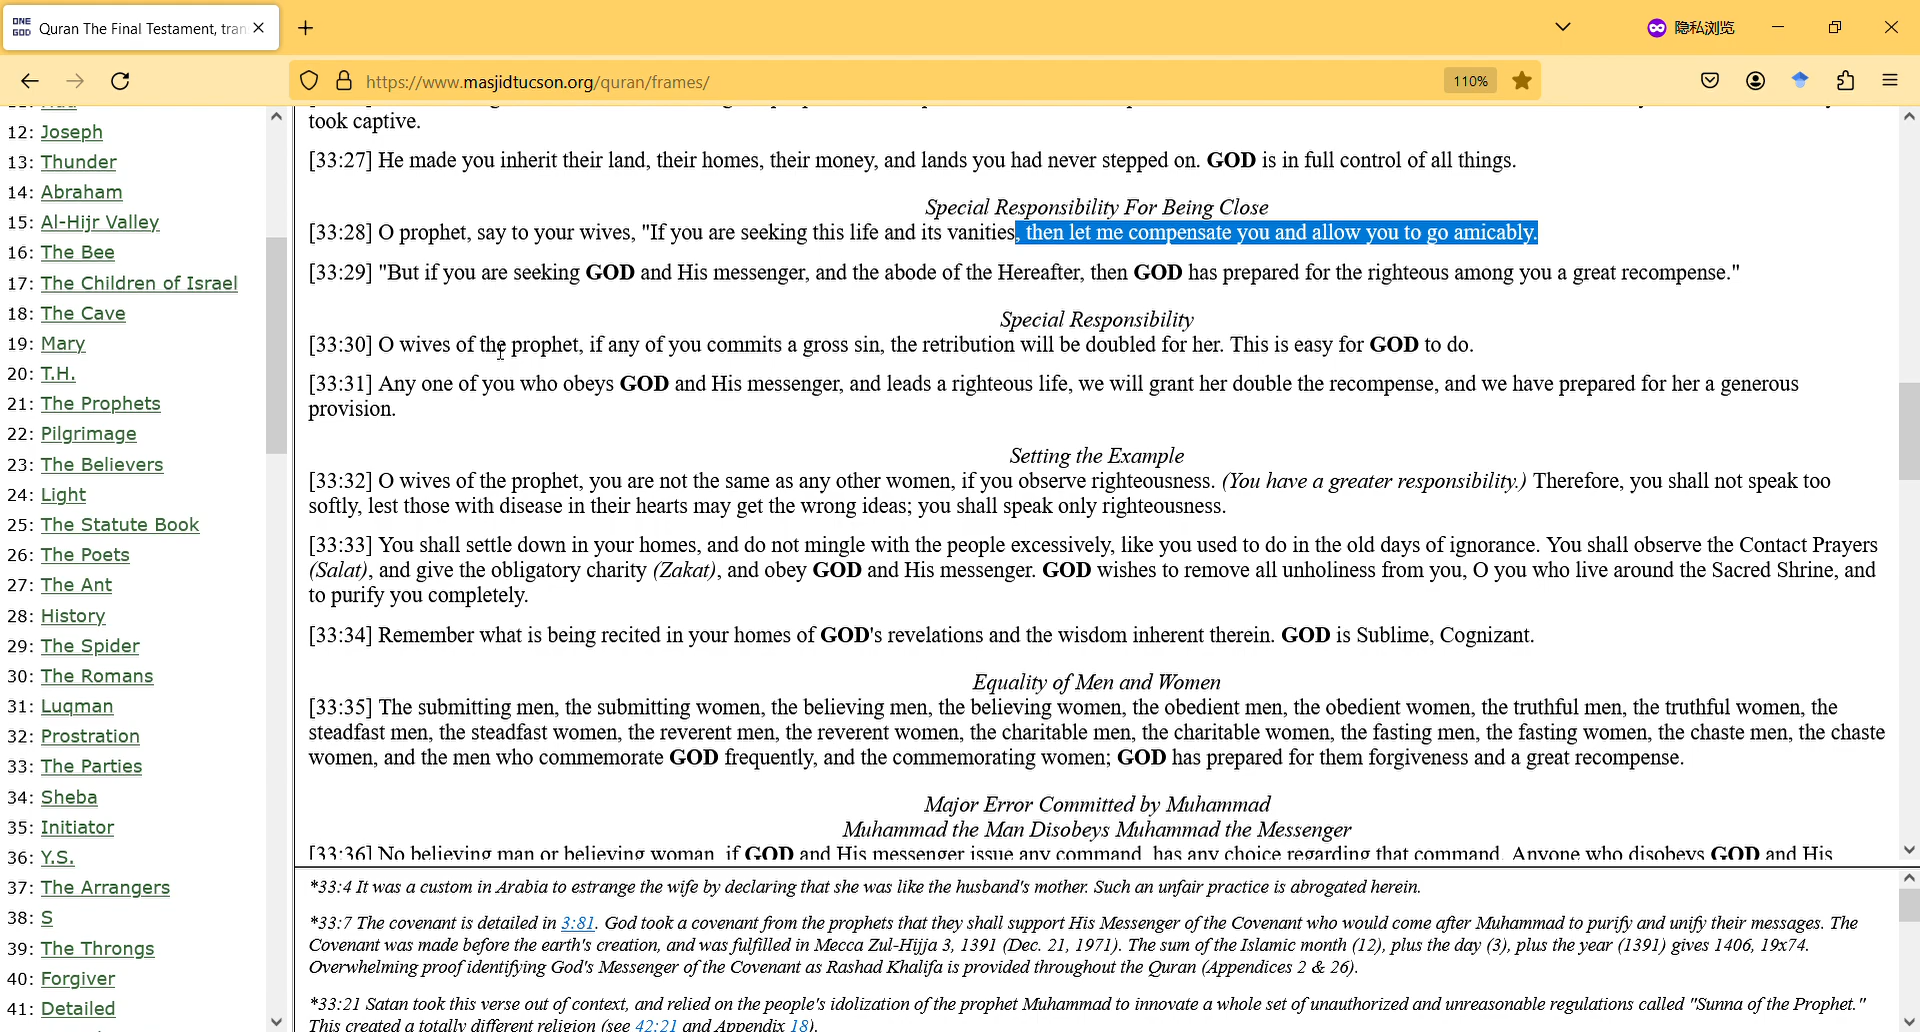 ONE
GOD
Quran The Final Testament, tran
隐私浏览
https://www.masjidtucson.org/quran/frames/
110%
12: Joseph
13: Thunder
14: Abraham
15: Al-Hijr Valley
16: The Bee
17: The Children of Israel
18: The Cave
19: Mary
20: T.H.
21: The Prophets
22: Pilgrimage
23: The Believers
24: Light
25: The Statute Book
26: The Poets
27: The Ant
28: History
29: The Spider
30: The Romans
31: Luqman
32: Prostration
33: The Parties
34: Sheba
35: Initiator
36: Y.S.
37: The Arrangers
38: S
39: The Throngs
40: Forgiver
41: Detailed
took captive.
[33:27] He made you inherit their land, their homes, their money, and lands you had never stepped on. GOD is in full control of all things.
Special Responsibility For Being Close
[33:28] O prophet, say to your wives, "If you are seeking this life and its vanities, then let me compensate you and allow you to go amicably.
[33:29] "But if you are seeking GOD and His messenger, and the abode of the Hereafter, then GOD has prepared for the righteous among you a great recompense."
Special Responsibility
[33:30] O wives of the prophet, if any of you commits a gross sin, the retribution will be doubled for her. This is easy for GOD to do.
[33:31] Any one of you who obeys GOD and His messenger, and leads a righteous life, we will grant her double the recompense, and we have prepared for her a generous
provision.
Setting the Example
[33:32] O wives of the prophet, you are not the same as any other women, if you observe righteousness. (You have a greater responsibility.) Therefore, you shall not speak too
softly, lest those with disease in their hearts may get the wrong ideas; you shall speak only righteousness.
[33:33] You shall settle down in your homes, and do not mingle with the people excessively, like you used to do in the old days of ignorance. You shall observe the Contact Prayers
(Salat), and give the obligatory charity (Zakat), and obey GOD and His messenger. GOD wishes to remove all unholiness from you, O you who live around the Sacred Shrine, and
to purify you completely.
[33:34] Remember what is being recited in your homes of GOD's revelations and the wisdom inherent therein. GOD is Sublime, Cognizant.
Equality of Men and Women
[33:35] The submitting men, the submitting women, the believing men, the believing women, the obedient men, the obedient women, the truthful men, the truthful women, the
steadfast men, the steadfast women, the reverent men, the reverent women, the charitable men, the charitable women, the fasting men, the fasting women, the chaste men, the chaste
women, and the men who commemorate GOD frequently, and the commemorating women; GOD has prepared for them forgiveness and a great recompense.
Major Error Committed by Muhammad
Muhammad the Man Disobeys Muhammad the Messenger
[33:36] No believing man or believing woman, if GOD and His messenger issue any command, has any choice regarding that command. Anyone who disobeys GOD and His
*33:4 It was a custom in Arabia to estrange the wife by declaring that she was like the husband's mother. Such an unfair practice is abrogated herein.
*33:7 The covenant is detailed in 3:81. God took a covenant from the prophets that they shall support His Messenger of the Covenant who would come after Muhammad to purify and unify their messages. The
Covenant was made before the earth's creation, and was fulfilled in Mecca Zul-Hijja 3, 1391 (Dec. 21, 1971). The sum of the Islamic month (12), plus the day (3), plus the year (1391) gives 1406, 19x74.
Overwhelming proof identifying God's Messenger of the Covenant as Rashad Khalifa is provided throughout the Quran (Appendices 2 & 26).
*33:21 Satan took this verse out of context, and relied on the people's idolization of the prophet Muhammad to innovate a whole set of unauthorized and unreasonable regulations called "Sunna of the Prophet."
This created a totally different religion (see 42:21 and Appendix 18).